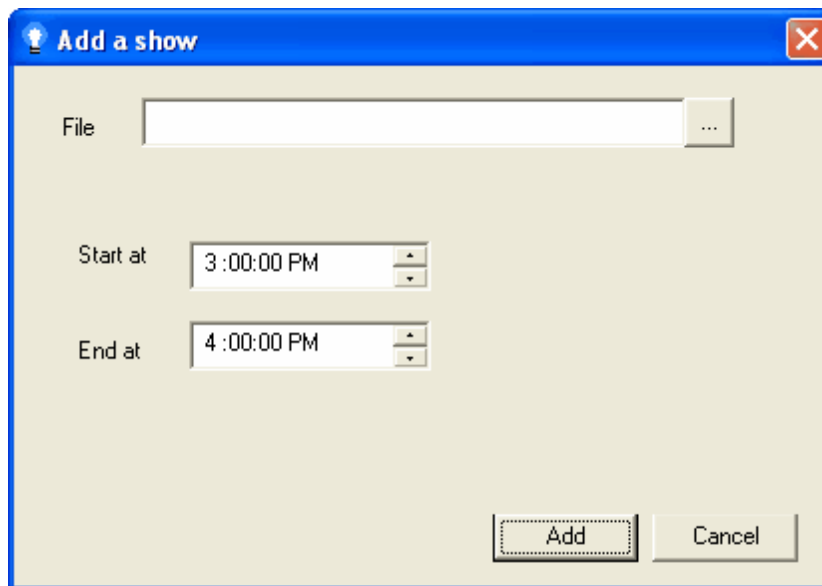 Add a show
File ...
Start at 3 :00:00 PM
End at 4 :00:00 PM
Add Cancel